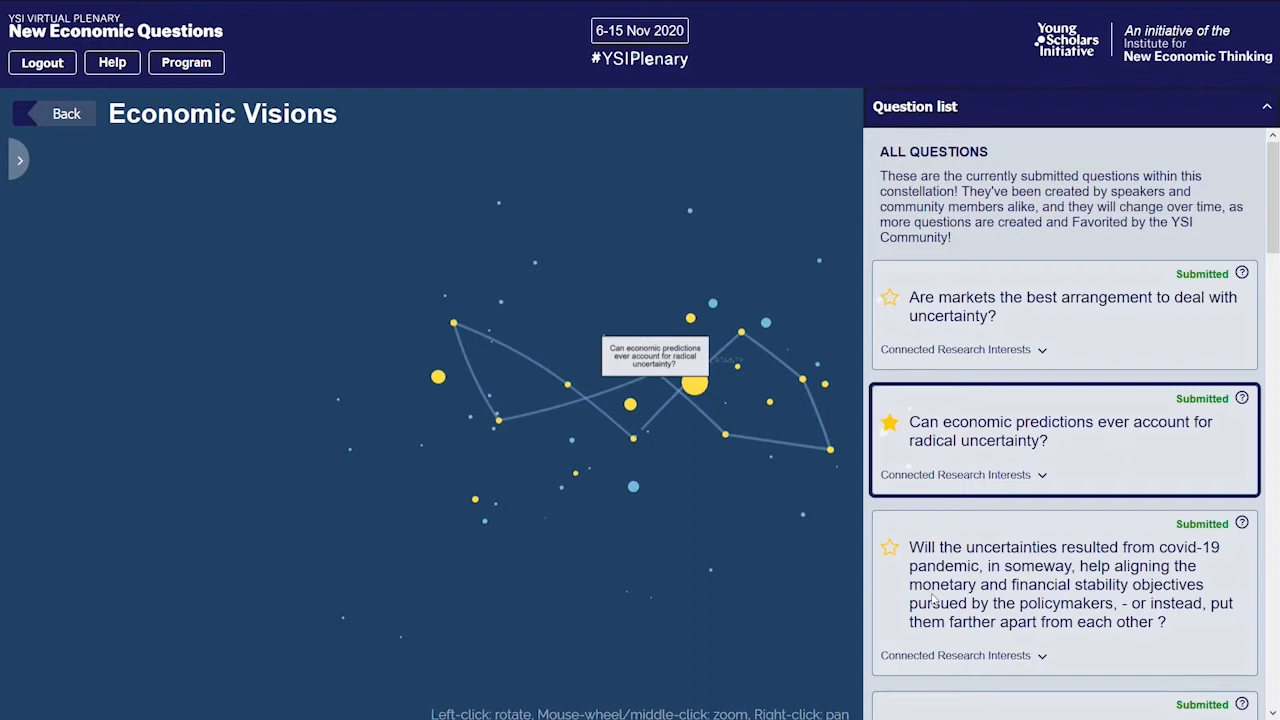 YSI VIRTUAL PLENARY
New Economic Questions
Logout
Help
Program
6-15 Nov 2020
#YSIPlenary
Young
Scholars
Initiative
An initiative of the
Institute for
New Economic Thinking
Back
Economic Visions
Can economic predictions
ever account for radical
uncertainty?
Left-click: rotate, Mouse-wheel/middle-click: zoom, Right-click: pan
Question list
ALL QUESTIONS
These are the currently submitted questions within this
constellation! They've been created by speakers and
community members alike, and they will change over time, as
more questions are created and Favorited by the YSI
Community!
Submitted
Are markets the best arrangement to deal with
uncertainty?
Connected Research Interests
Submitted
Can economic predictions ever account for
radical uncertainty?
Connected Research Interests
Submitted
Will the uncertainties resulted from covid-19
pandemic, in someway, help aligning the
monetary and financial stability objectives
pursued by the policymakers, - or instead, put
them farther apart from each other ?
Connected Research Interests
Submitted